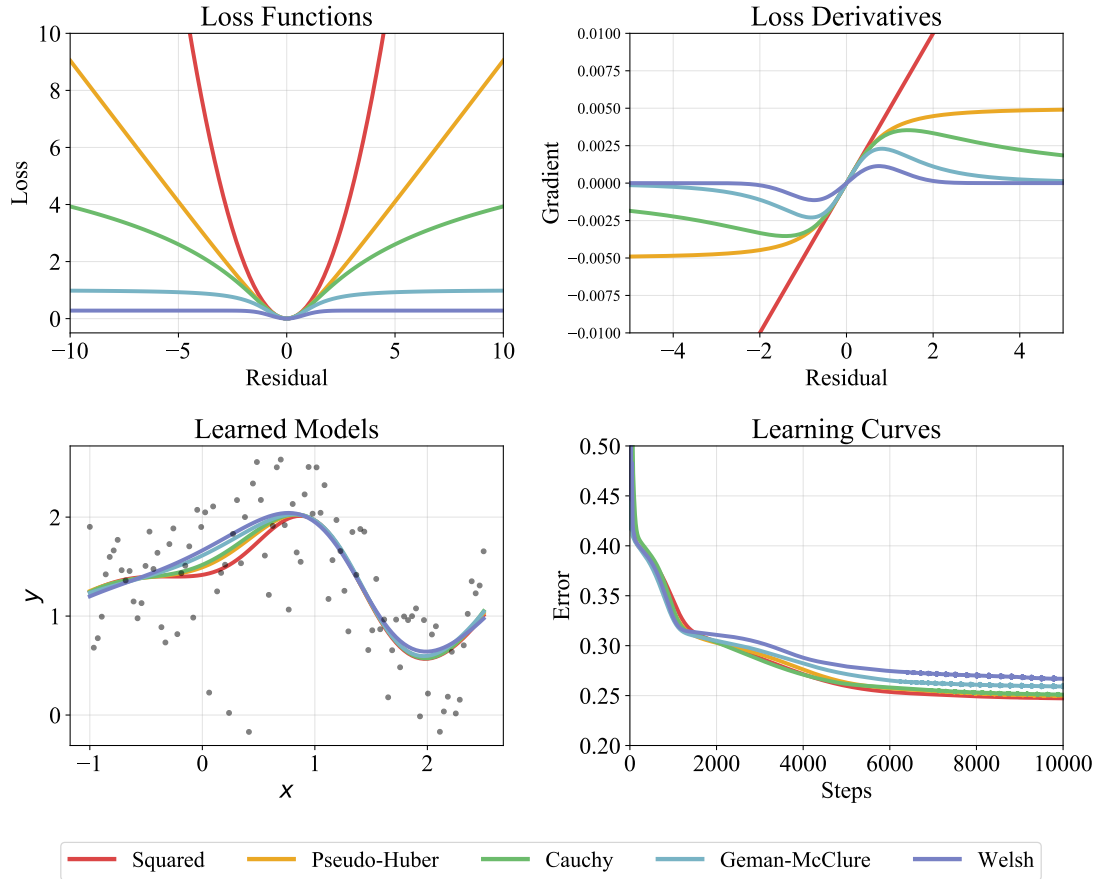 Loss Functions
10
8
6
4
2
0
Loss
−10
−5
0
5
10
Residual
Loss Derivatives
0.0100
0.0075
0.0050
0.0025
0.0000
−0.0025
−0.0050
−0.0075
−0.0100
Gradient
−4
−2
0
2
4
Residual
Learned Models
2
1
0
y
−1
0
1
2
x
Learning Curves
0.50
0.45
0.40
0.35
0.30
0.25
0.20
Error
0
2000
4000
6000
8000
10000
Steps
Squared
Pseudo-Huber
Cauchy
Geman-McClure
Welsh